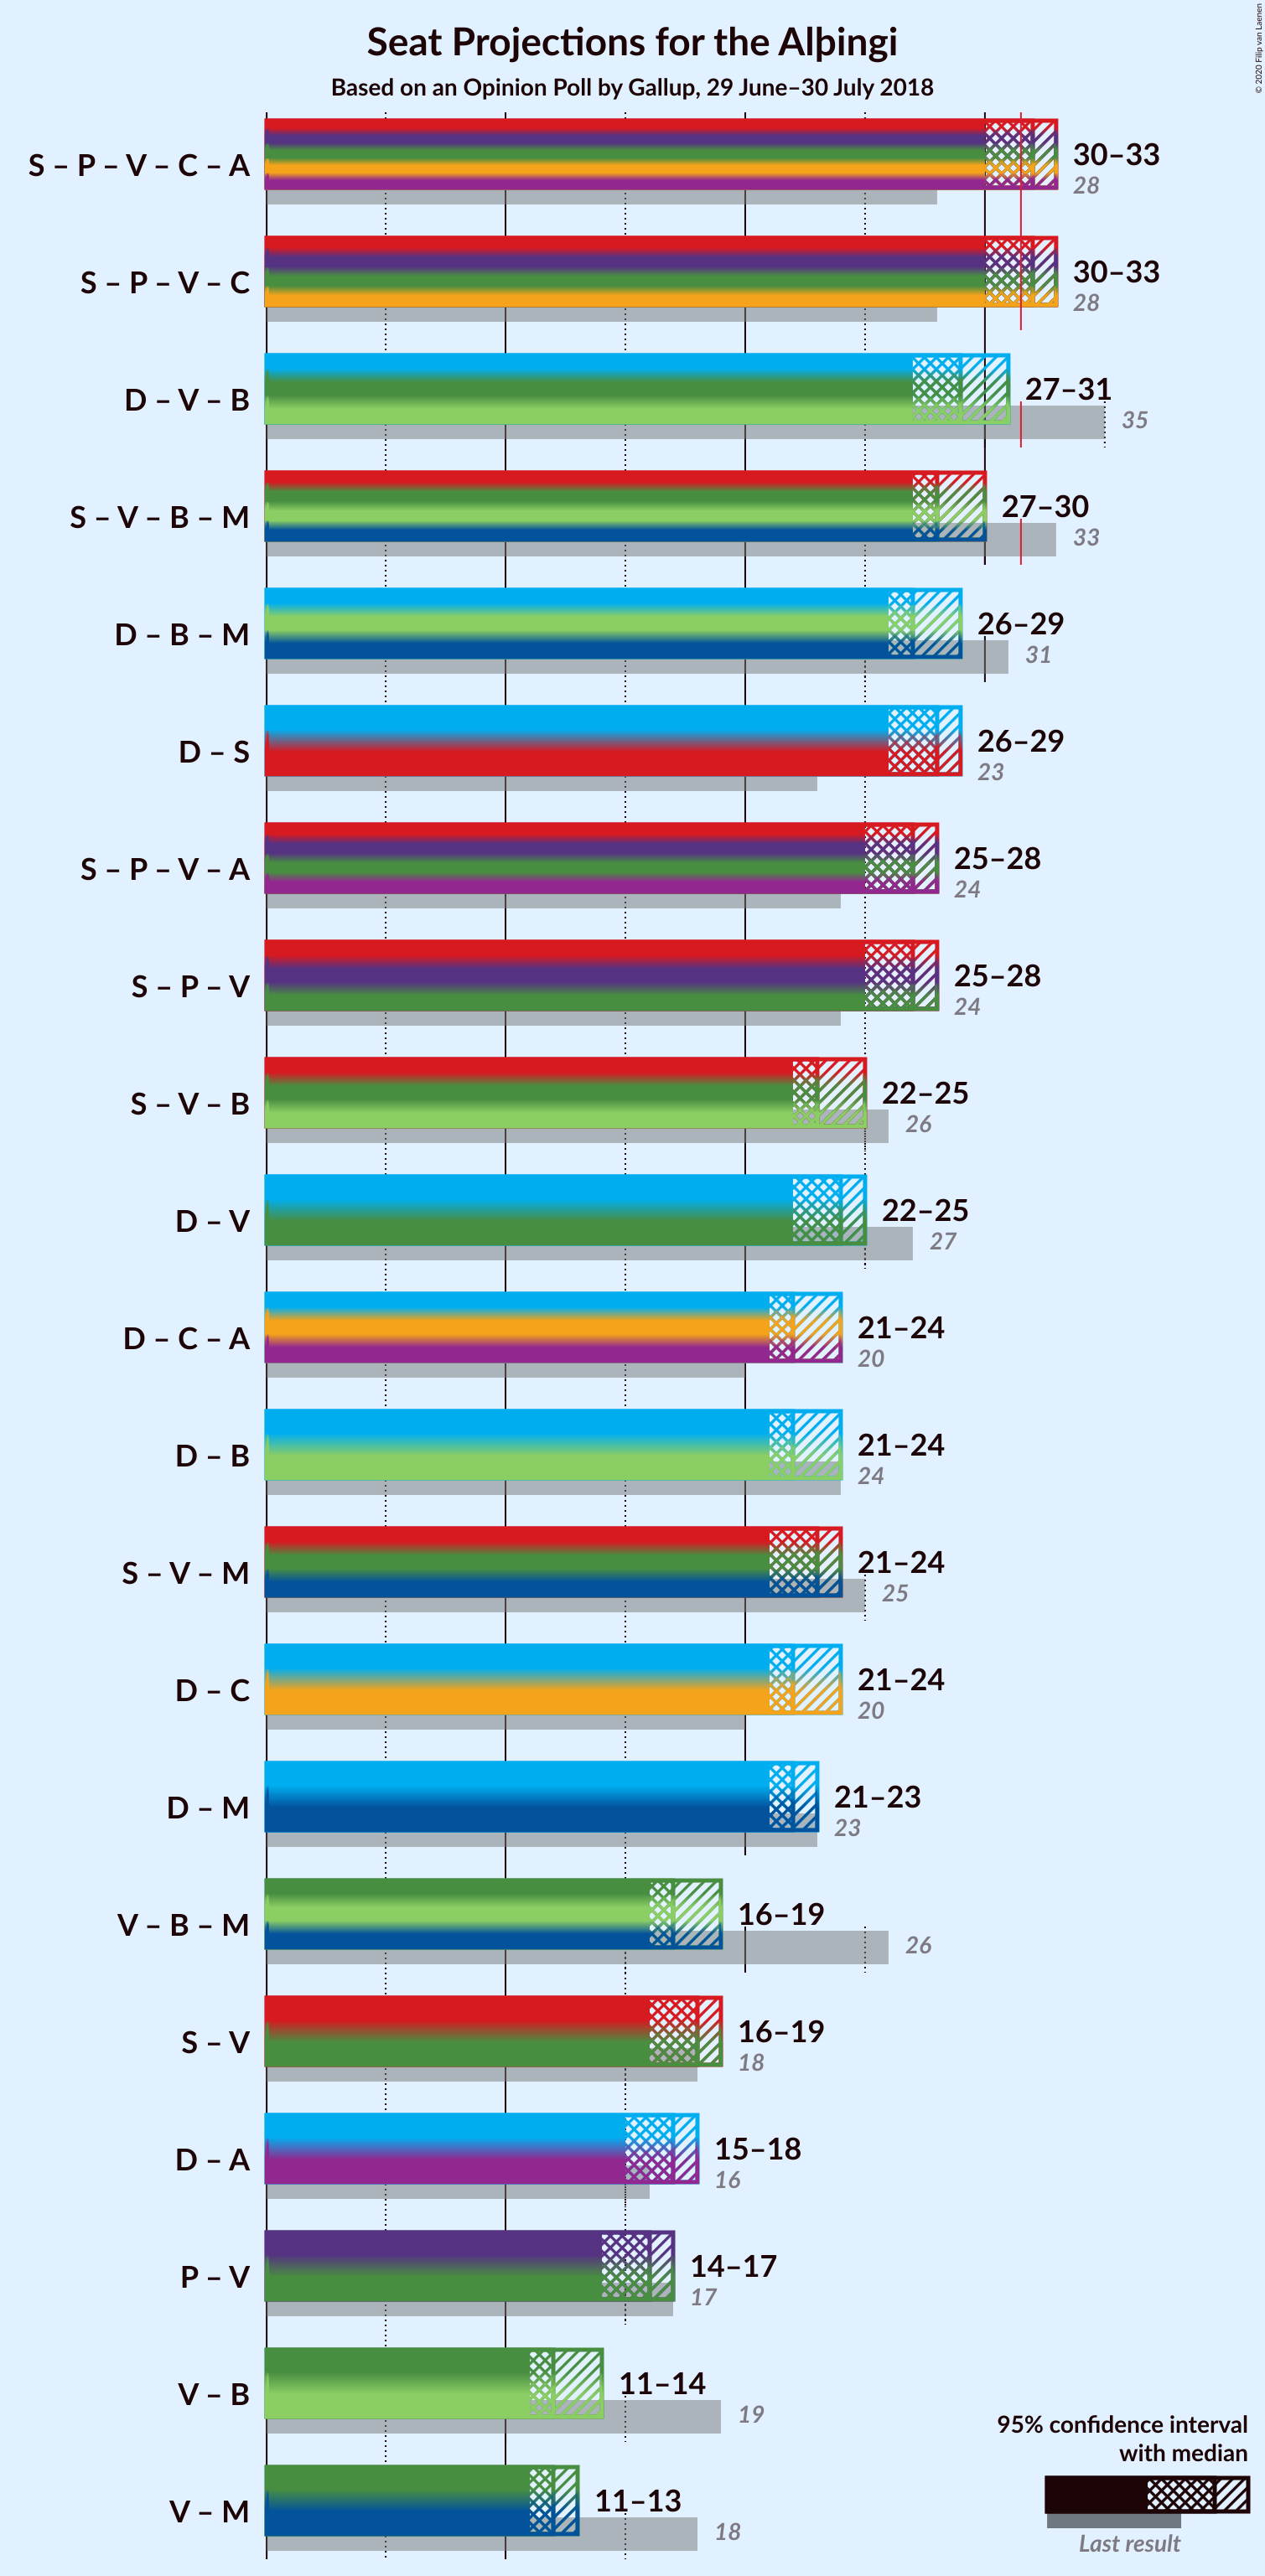 Seat Projections for the Alþingi
Based on an Opinion Poll by Gallup, 29 June–30 July 2018
© 2020 Filip van Laenen
S – P – V – C – A
30–33
28
S – P – V – C
30–33
28
D – V – B
27–31
35
S – V – B – M
27–30
33
D – B – M
26–29
31
D – S
26–29
23
S – P – V – A
25–28
24
S – P – V
25–28
24
S – V – B
22–25
26
D – V
22–25
27
D – C – A
21–24
20
D – B
21–24
24
S – V – M
21–24
25
D – C
21–24
20
D – M
21–23
23
V – B – M
16–19
26
S – V
16–19
18
D – A
15–18
16
P – V
14–17
17
V – B
11–14
19
V – M
11–13
18
95% confidence interval
with median
Last result